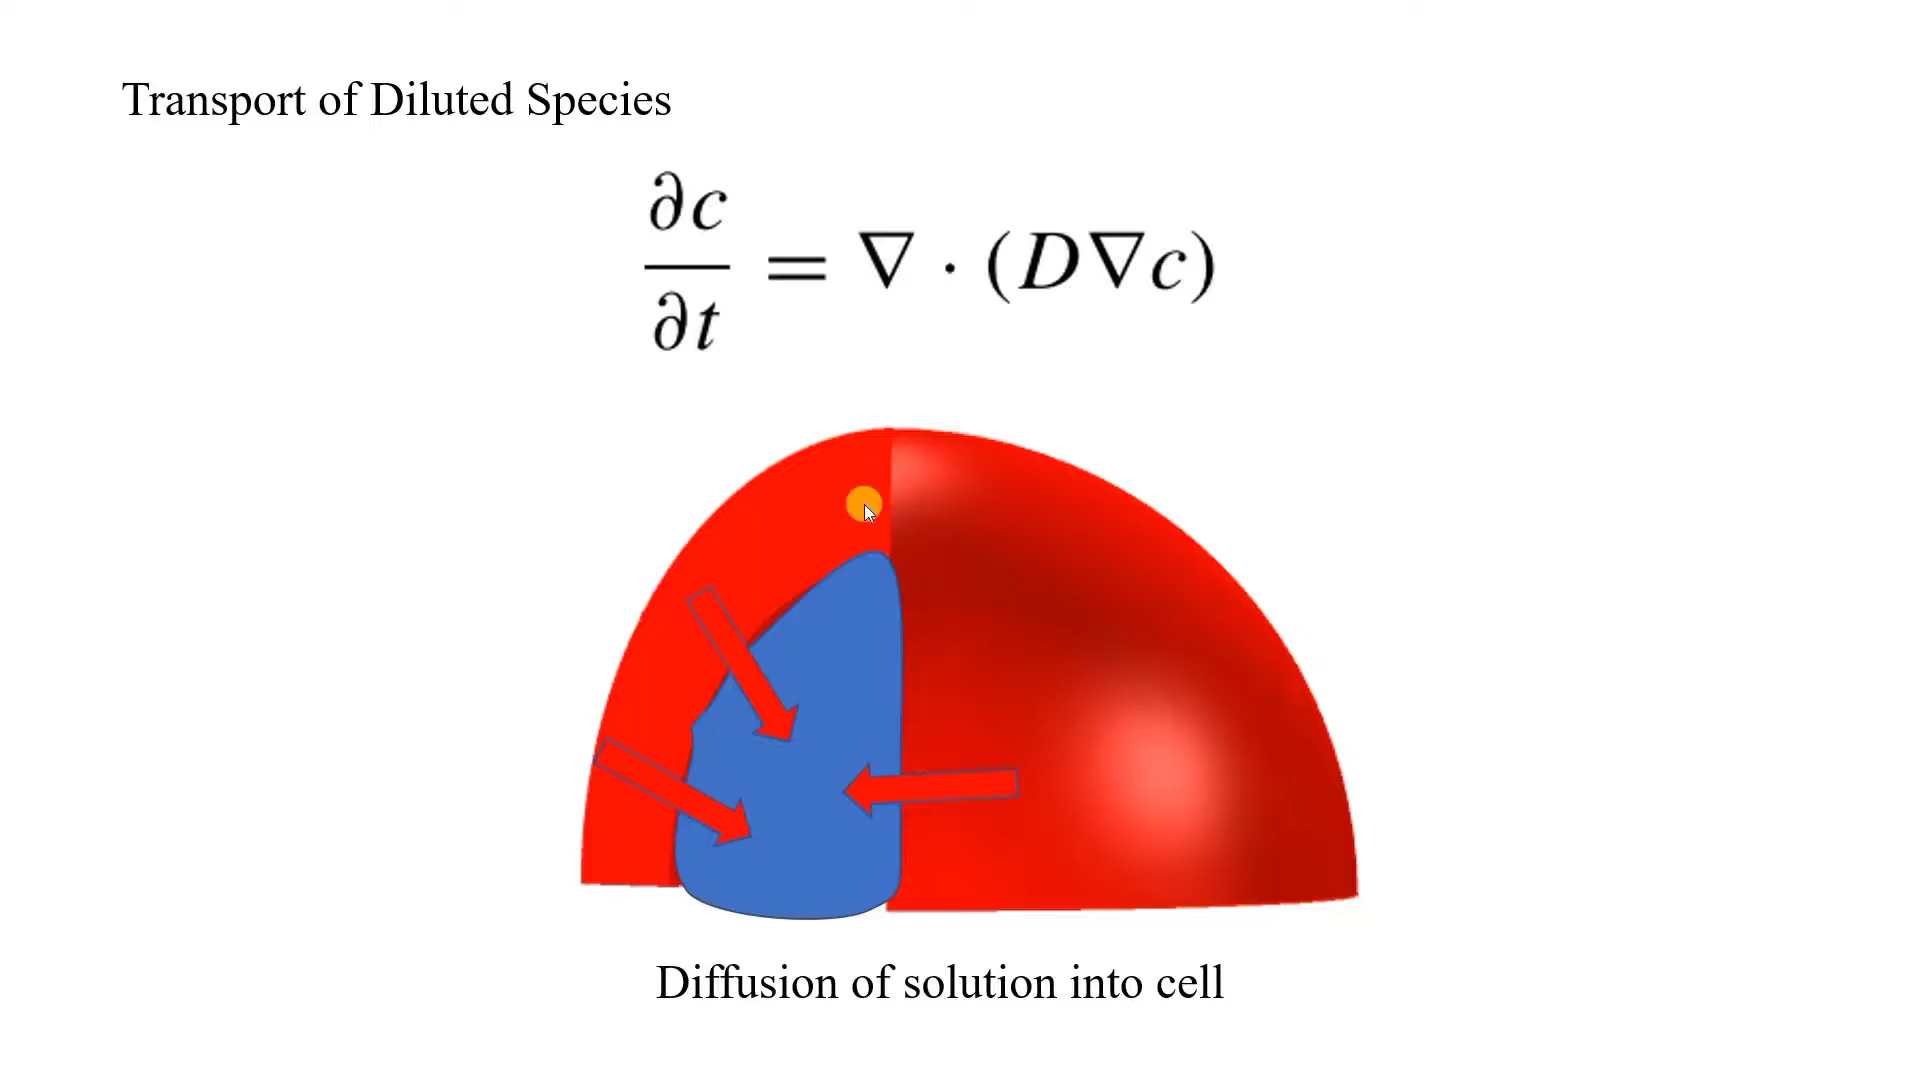 Transport of Diluted Species
∂c/∂t = ∇ · (D∇c)
Diffusion of solution into cell